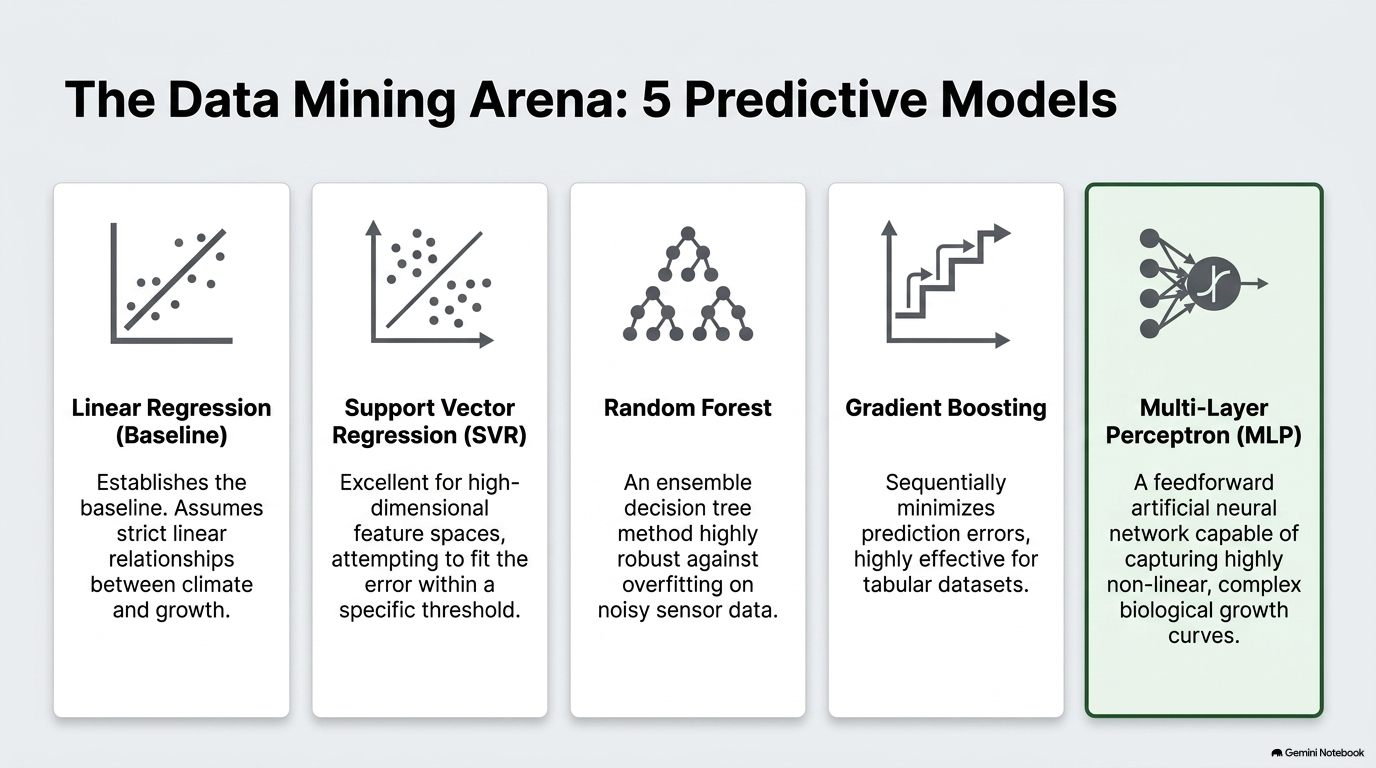 The Data Mining Arena: 5 Predictive Models
Linear Regression
(Baseline)
Establishes the
baseline. Assumes
strict linear
relationships
between climate
and growth.
Support Vector
Regression (SVR)
Excellent for high-
dimensional
feature spaces,
attempting to fit the
error within a
specific threshold.
Random Forest
An ensemble
decision tree
method highly
robust against
overfitting on
noisy sensor data.
Gradient Boosting
Sequentially
minimizes
prediction errors,
highly effective for
tabular datasets.
Multi-Layer
Perceptron (MLP)
A feedforward
artificial neural
network capable of
capturing highly
non-linear, complex
biological growth
curves.
Gemini Notebook